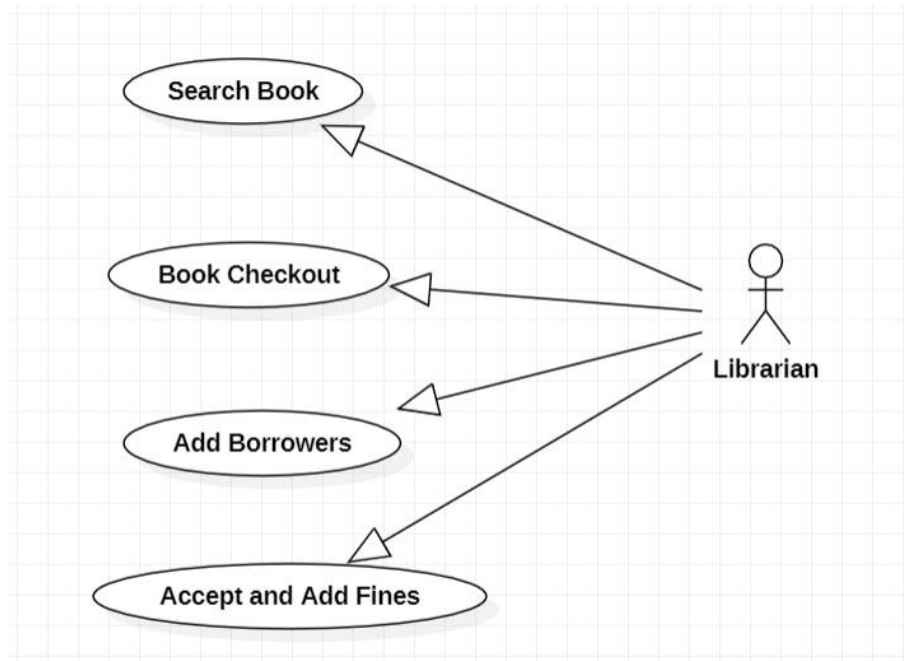 Search Book
Book Checkout
Librarian
Add Borrowers
Accept and Add Fines